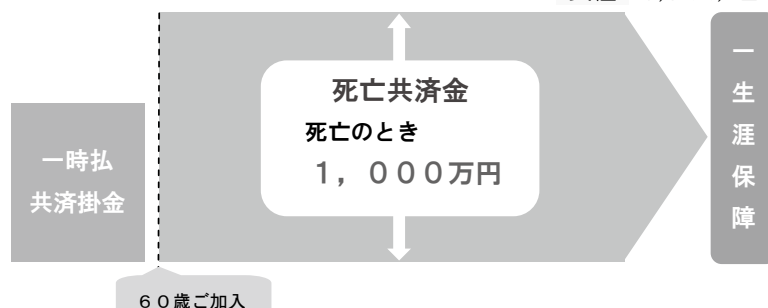 死亡共済金
死亡のとき
１，０００万円
一時払
共済掛金
一生涯保障
６０歳ご加入